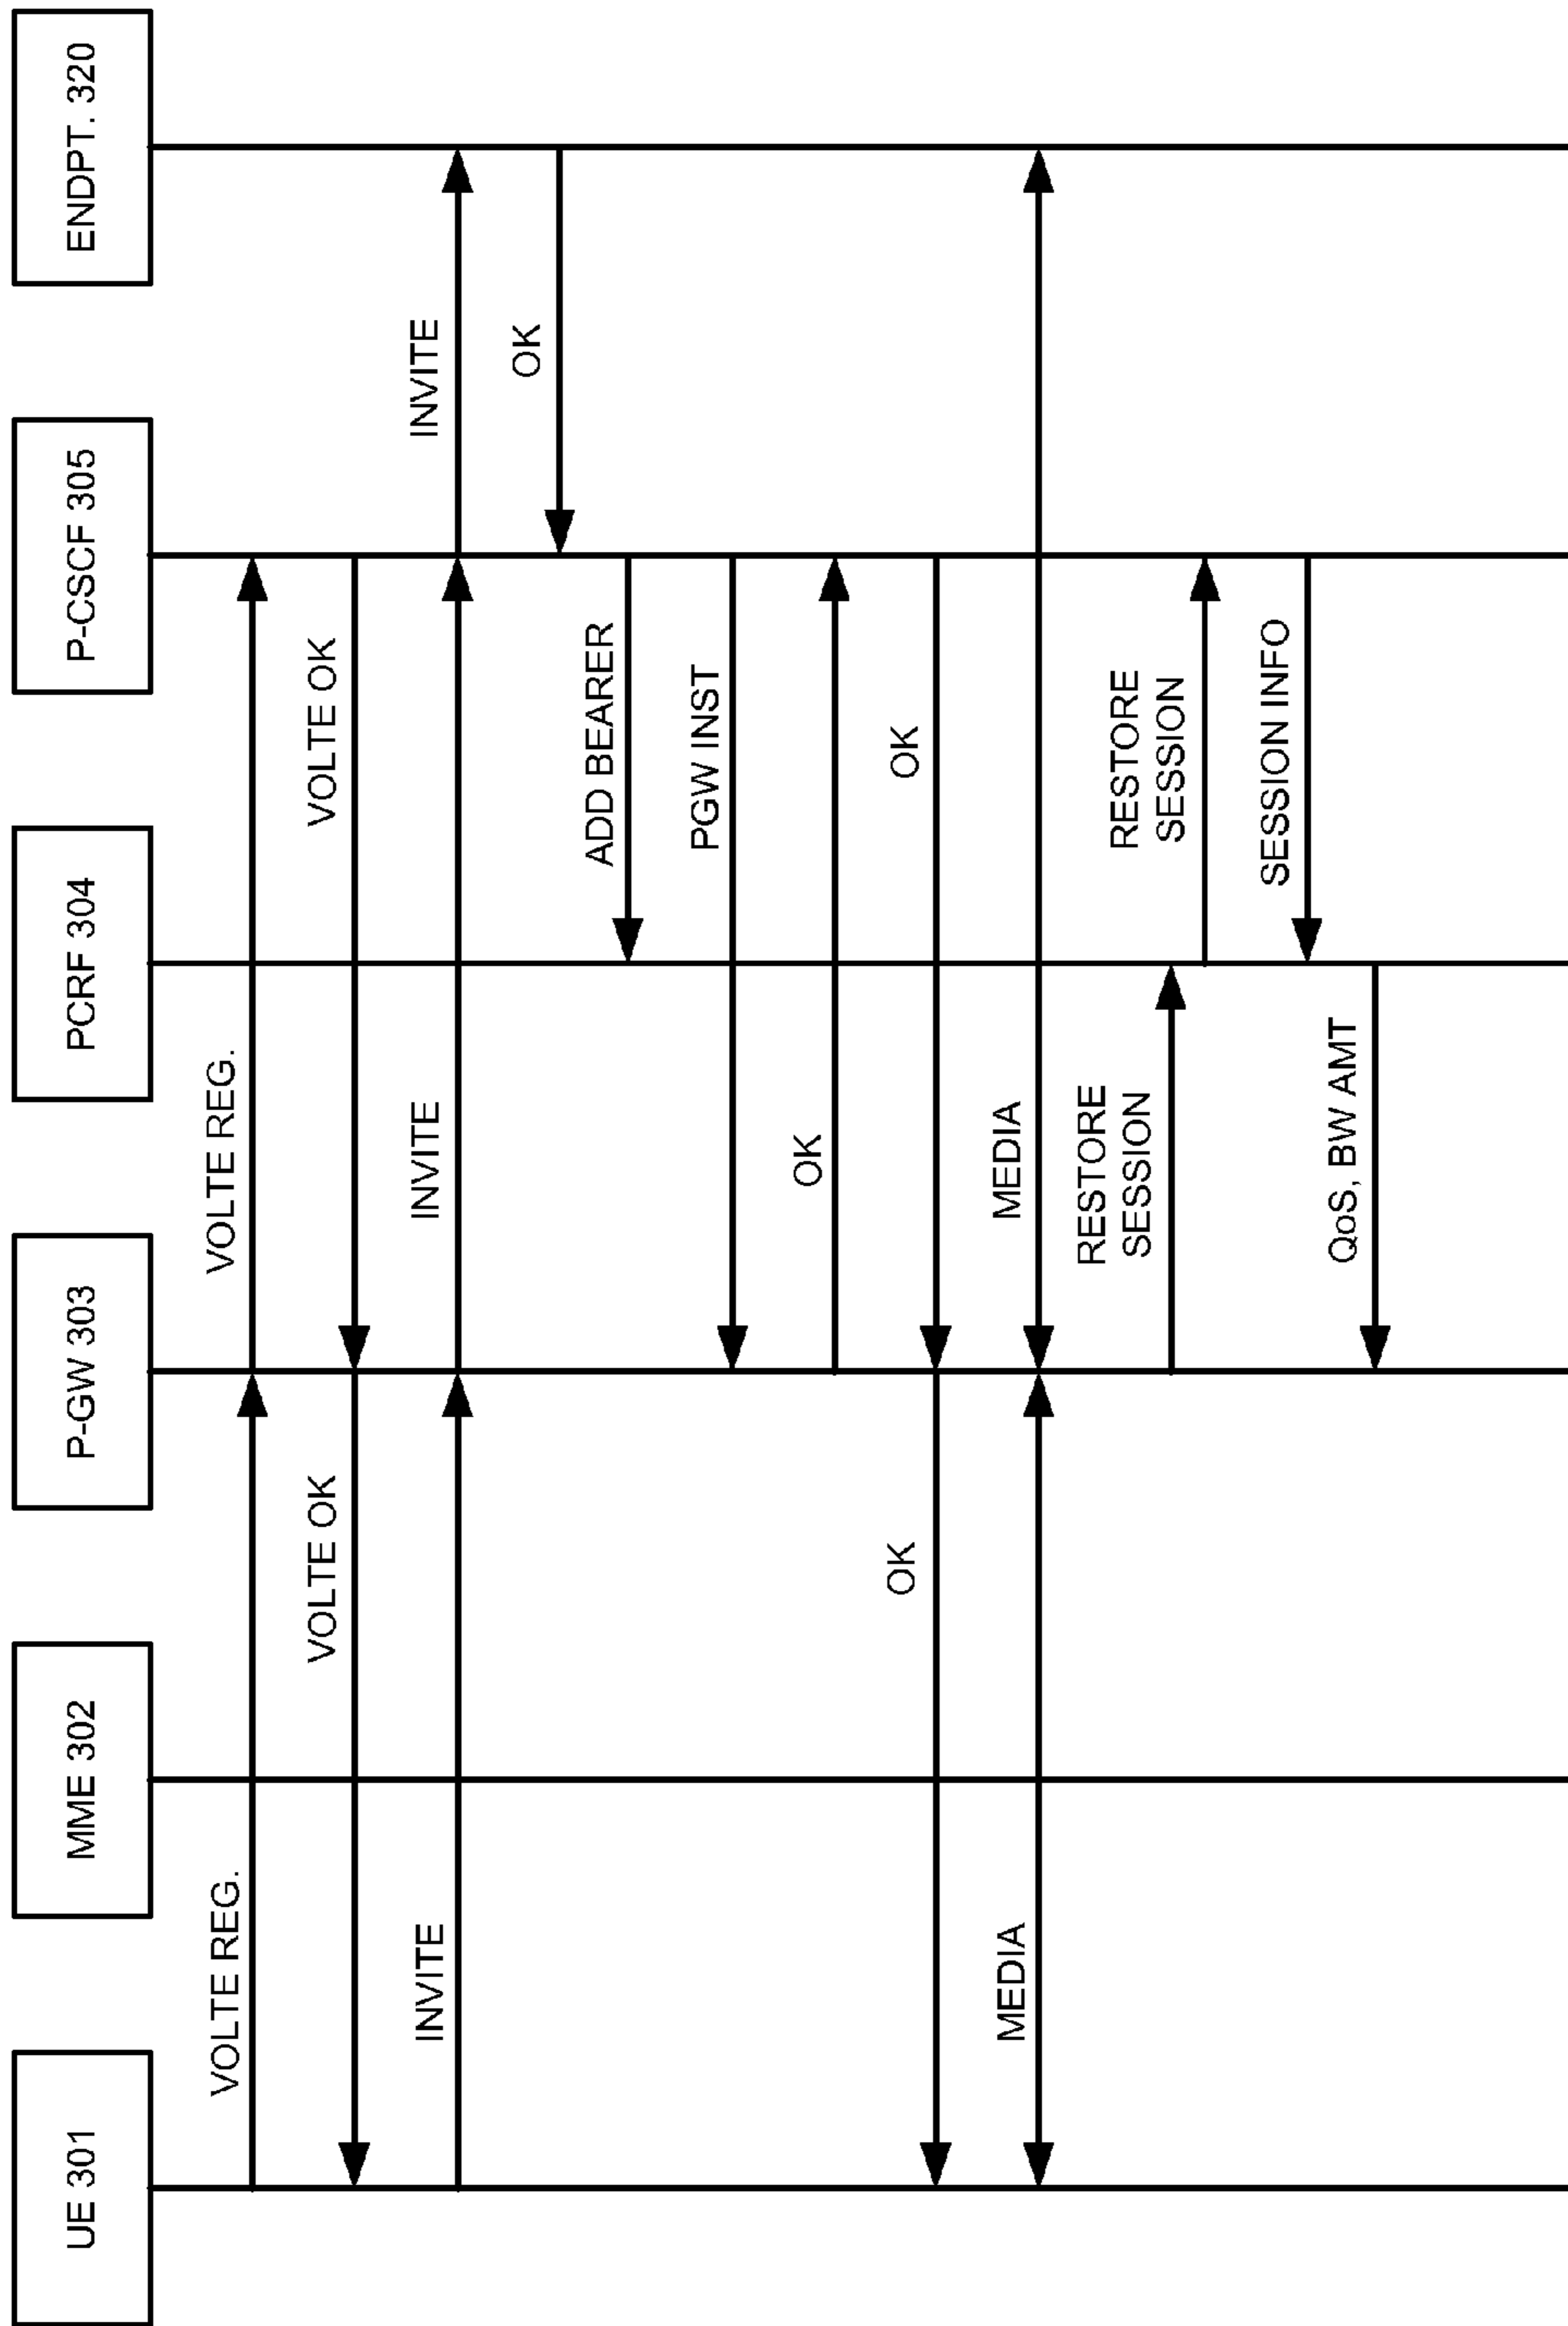 UE 301
MME 302
P-GW 303
PCRF 304
P-CSCF 305
ENDPT. 320
VOLTE REG.
VOLTE REG.
VOLTE OK
VOLTE OK
INVITE
INVITE
INVITE
OK
ADD BEARER
PGW INST
OK
OK
OK
MEDIA
MEDIA
RESTORE
SESSION
RESTORE
SESSION
SESSION INFO
QoS, BW AMT